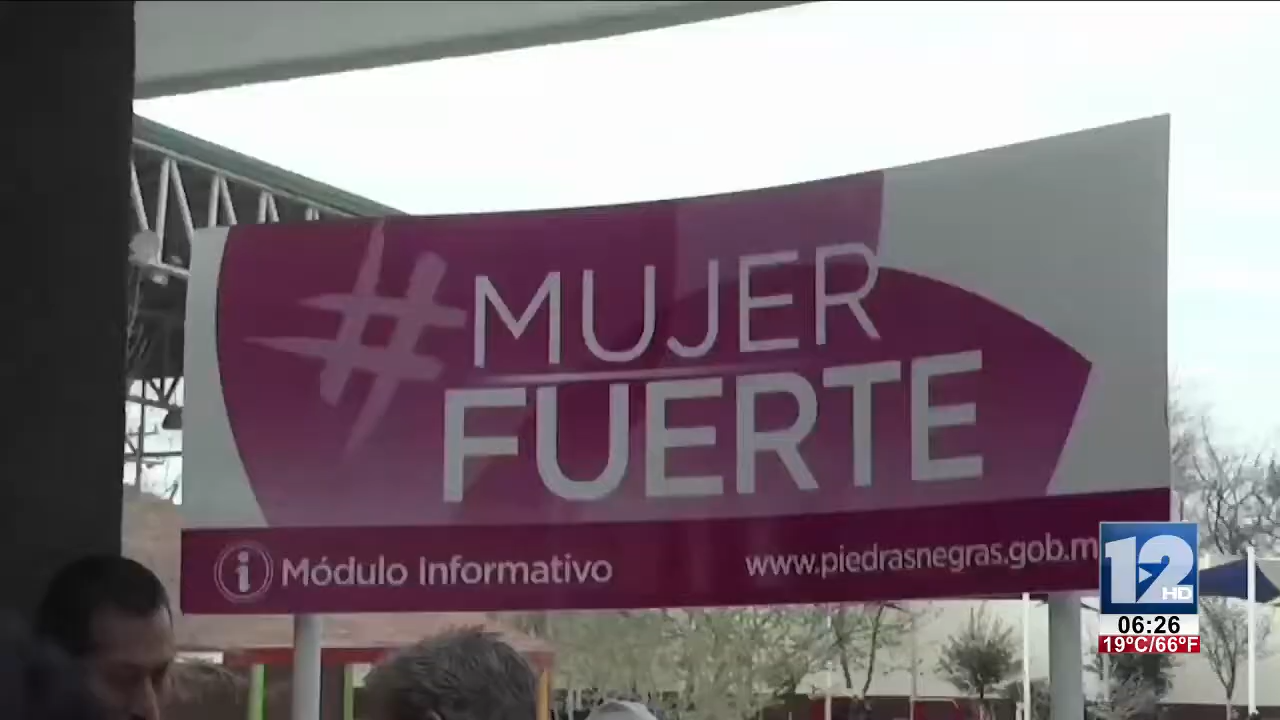 #MUJER
FUERTE
i Módulo Informativo
www.piedrasnegras.gob.m
12
HD
06:26
19°C/66°F